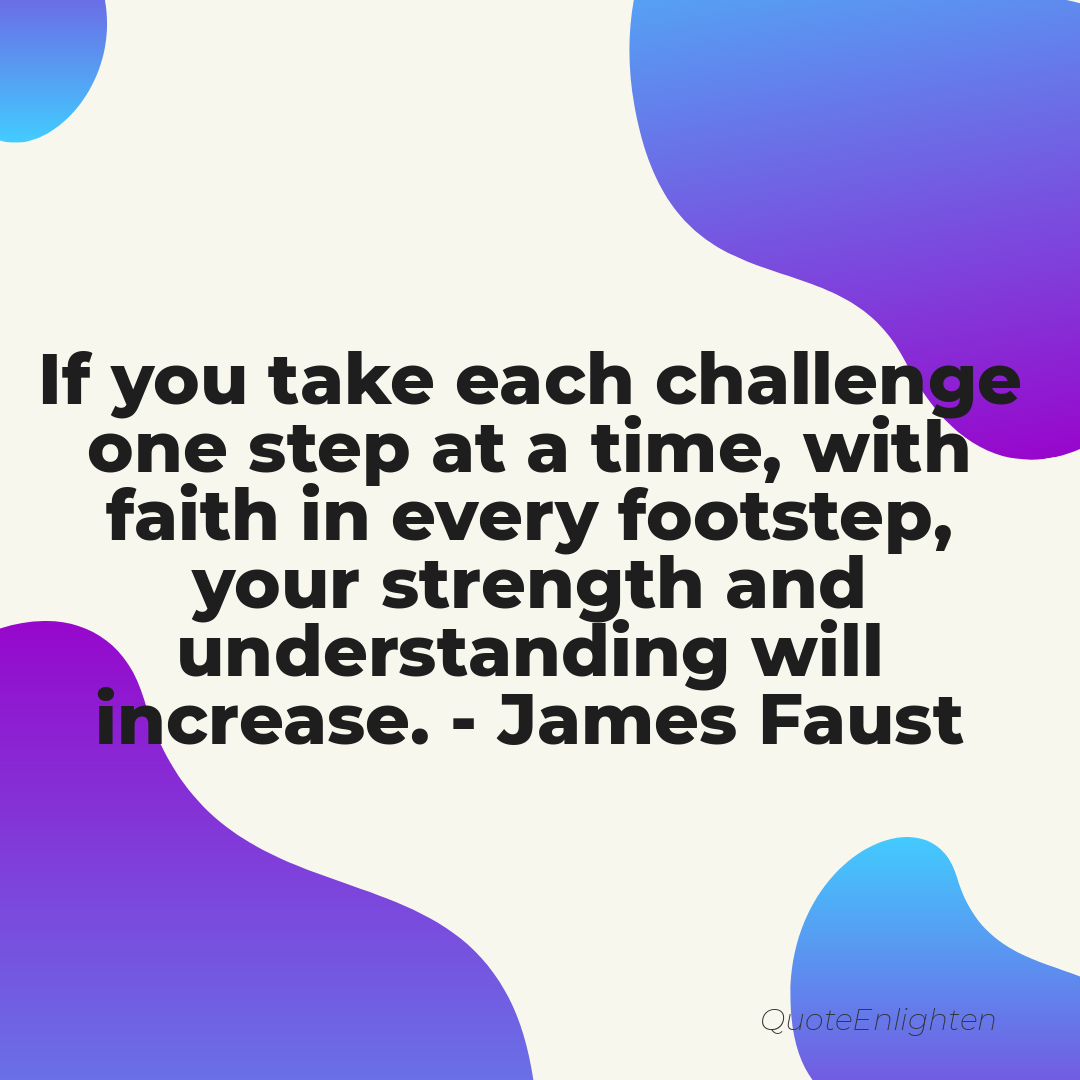 If you take each challenge
one step at a time, with
faith in every footstep,
your strength and
understanding will
increase. - James Faust
QuoteEnlighten